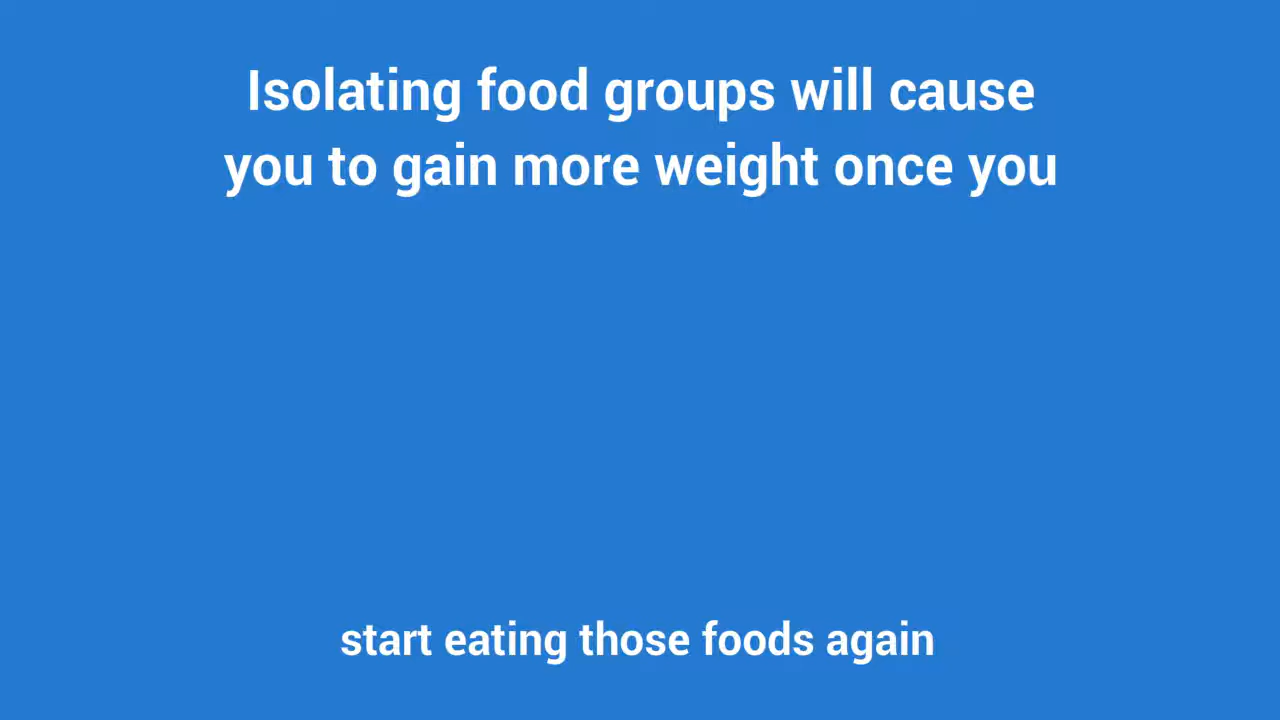 Isolating food groups will cause
you to gain more weight once you
start eating those foods again